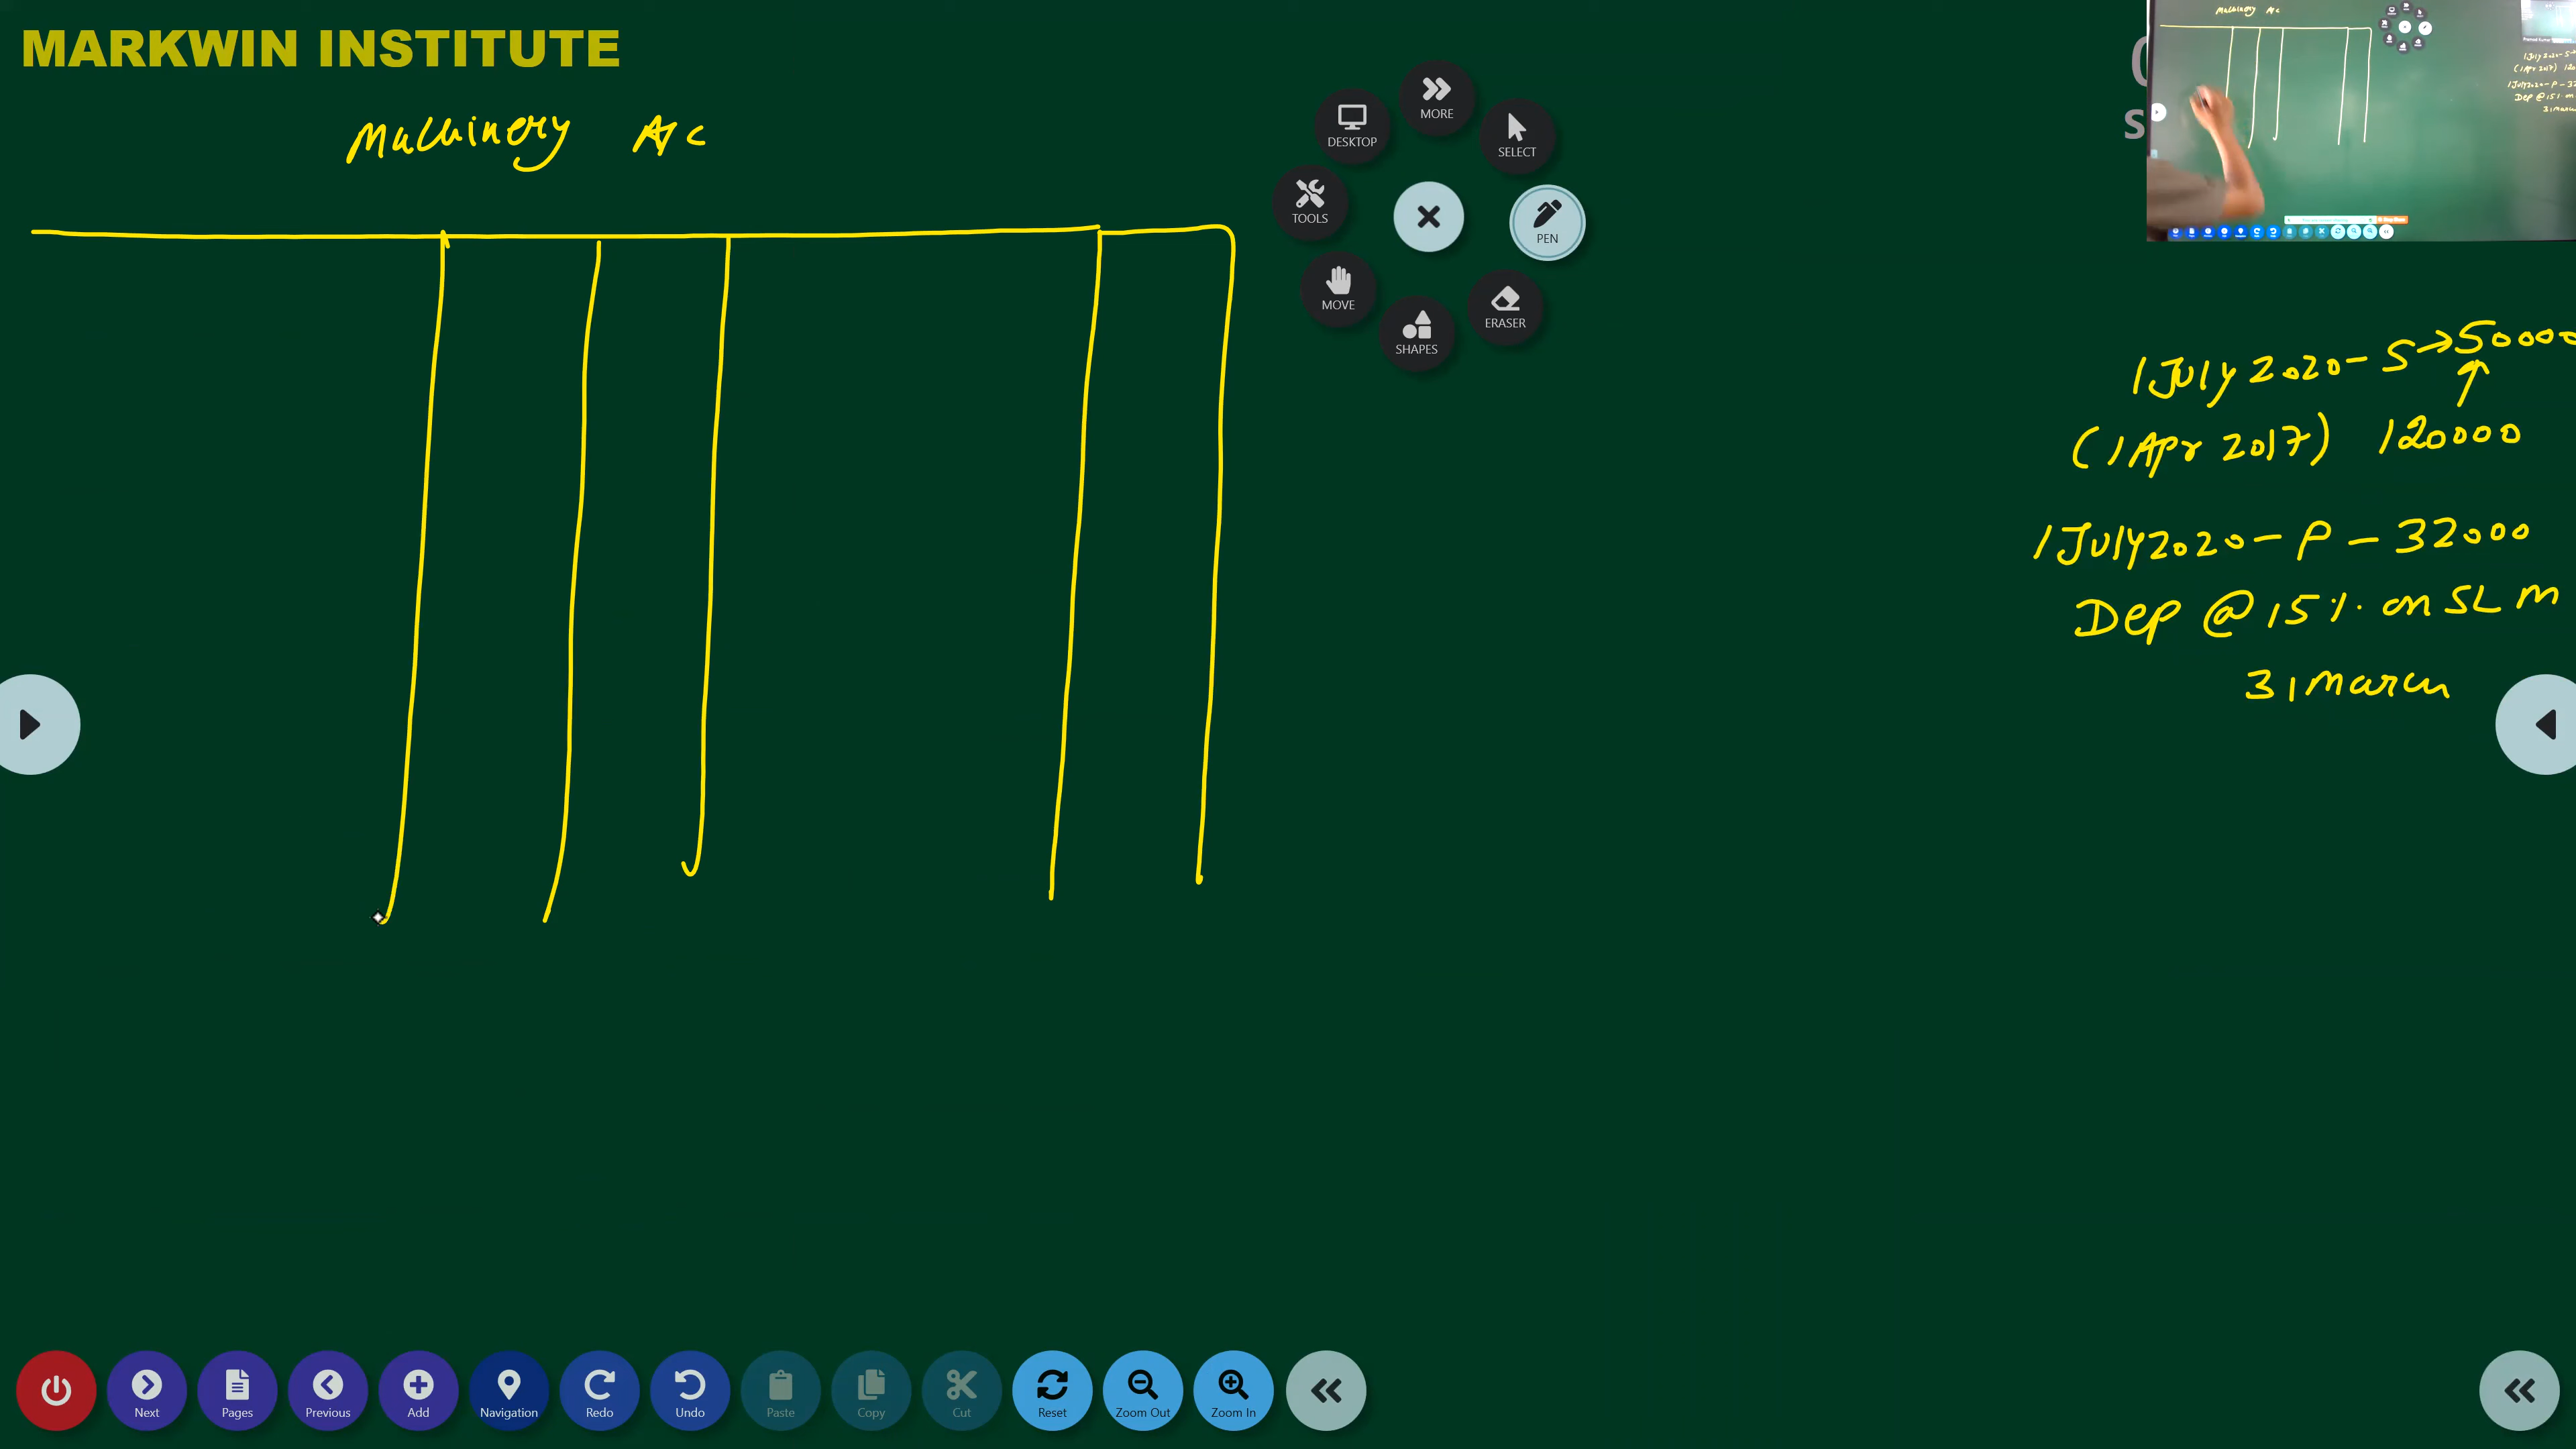 MARKWIN INSTITUTE
Machinery A/c
MORE
DESKTOP
SELECT
TOOLS
PEN
MOVE
ERASER
SHAPES
1 July 2020 - S → 50000
↑
(1 Apr 2017) 120000
1 July 2020 - P - 32000
Dep @ 15%. on SLM
31 March
Next
Pages
Previous
Add
Navigation
Redo
Undo
Paste
Copy
Cut
Reset
Zoom Out
Zoom In